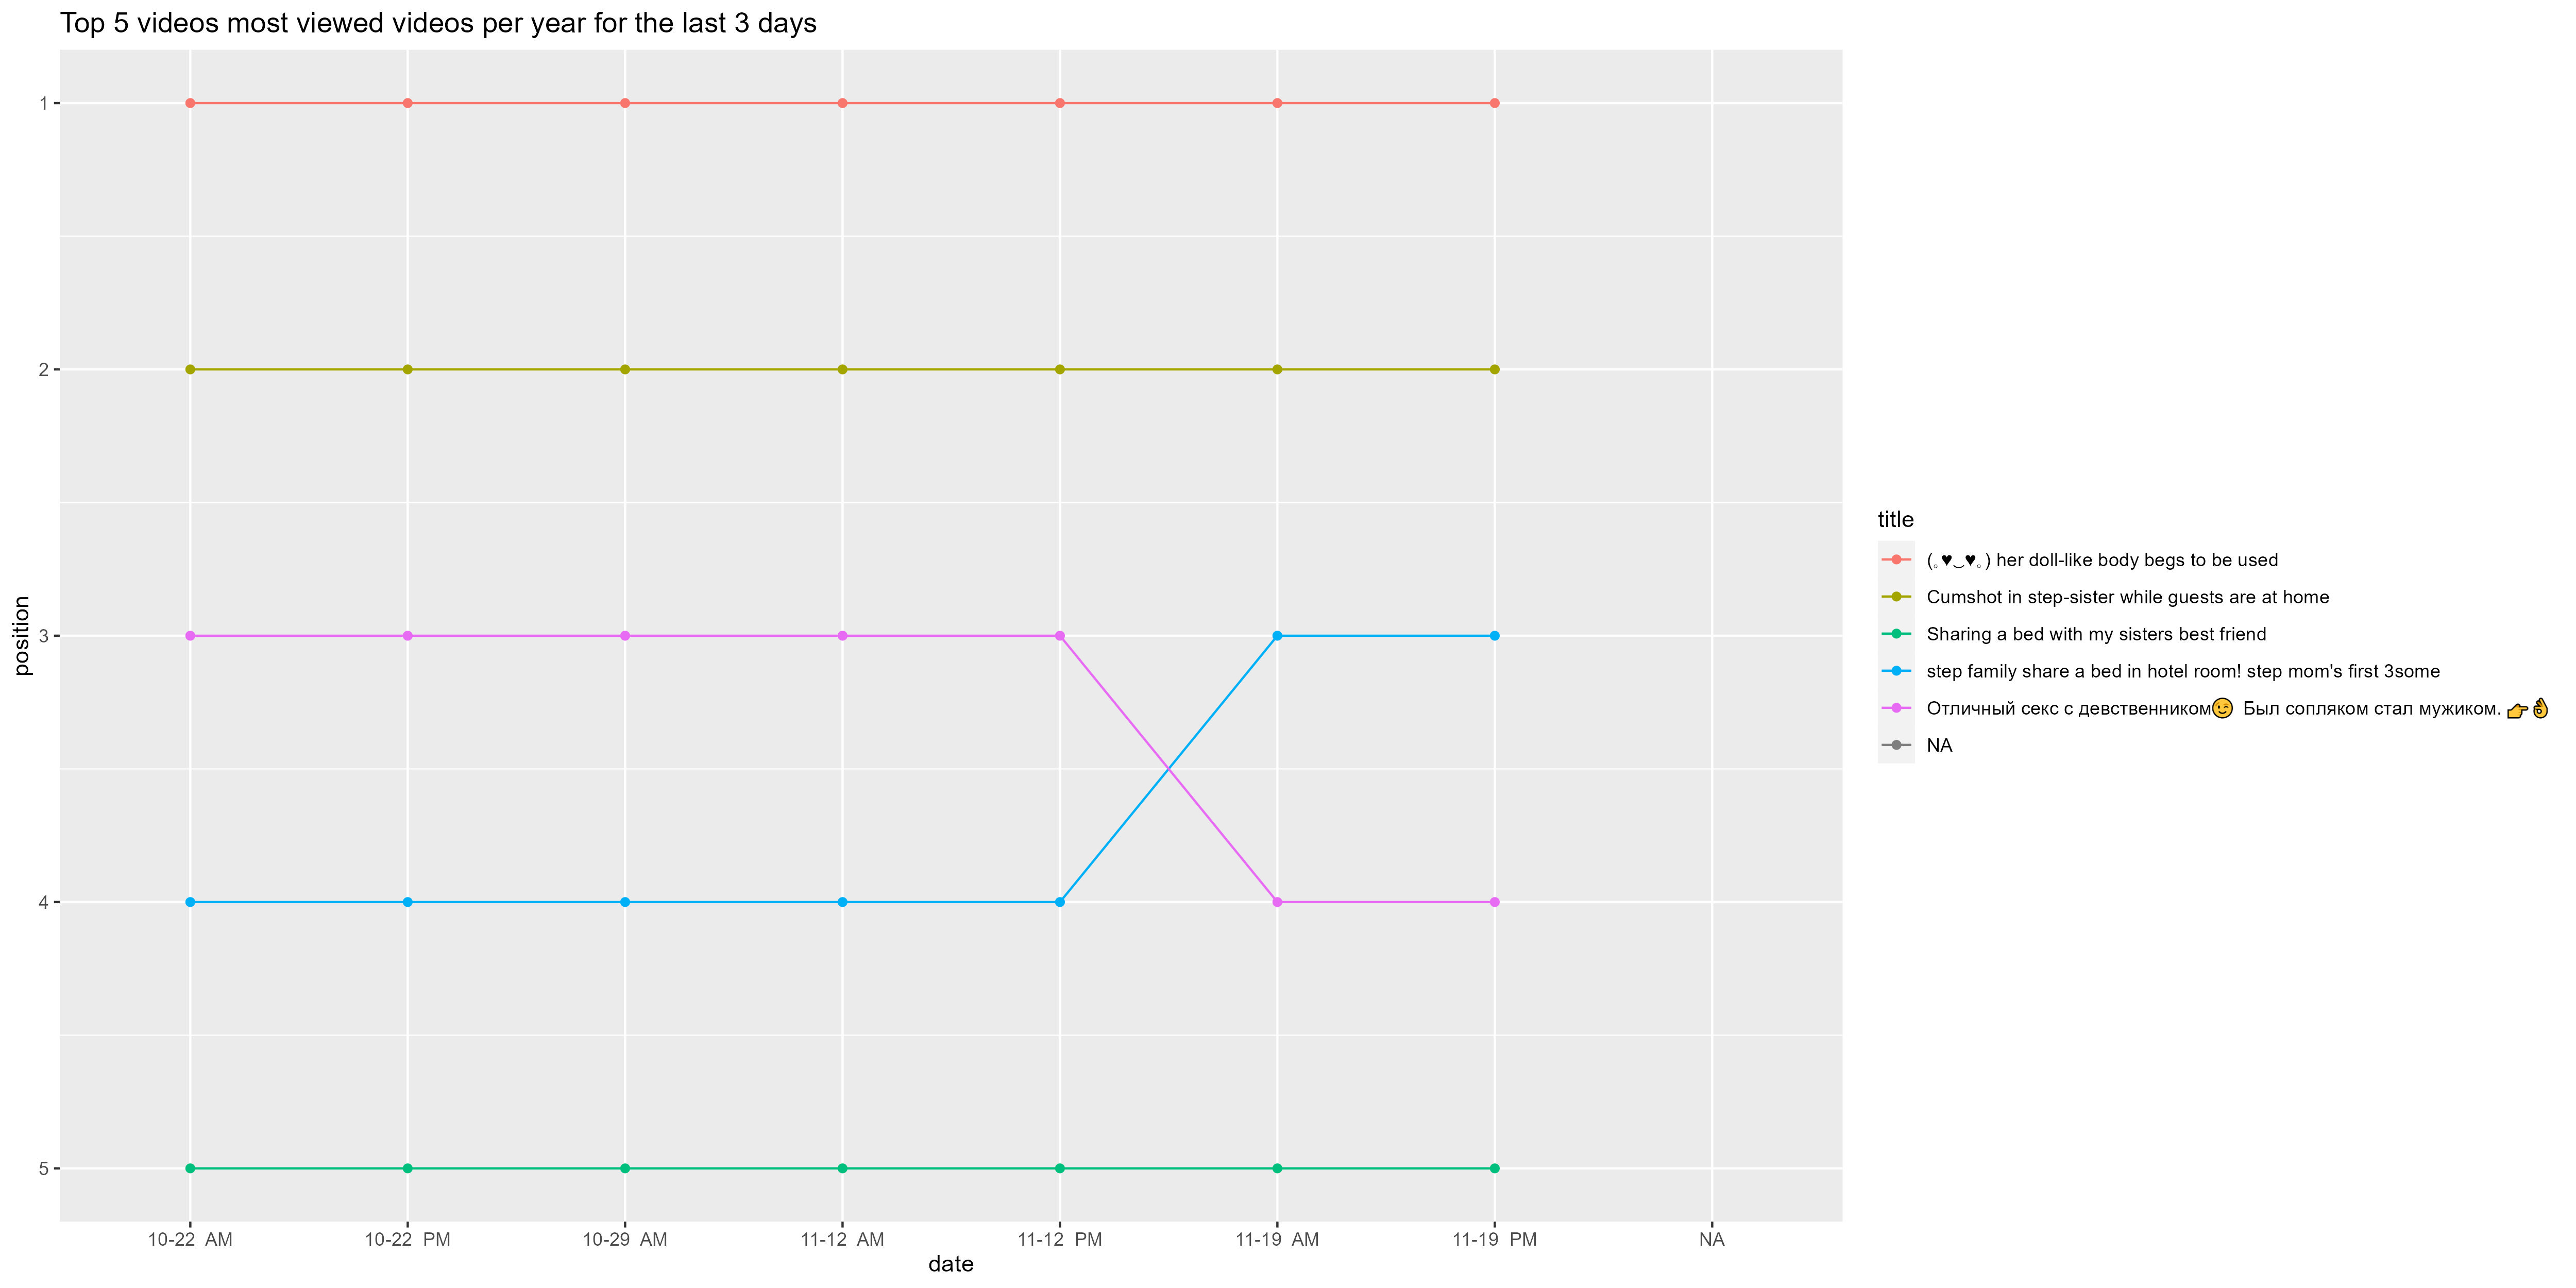 Top 5 videos most viewed videos per year for the last 3 days
position
1
2
3
4
5
10-22 AM
10-22 PM
10-29 AM
11-12 AM
11-12 PM
11-19 AM
11-19 PM
NA
date
title
(｡♥‿♥｡) her doll-like body begs to be used
Cumshot in step-sister while guests are at home
Sharing a bed with my sisters best friend
step family share a bed in hotel room! step mom's first 3some
Отличный секс с девственником😉 Был сопляком стал мужиком. 👉👌
NA